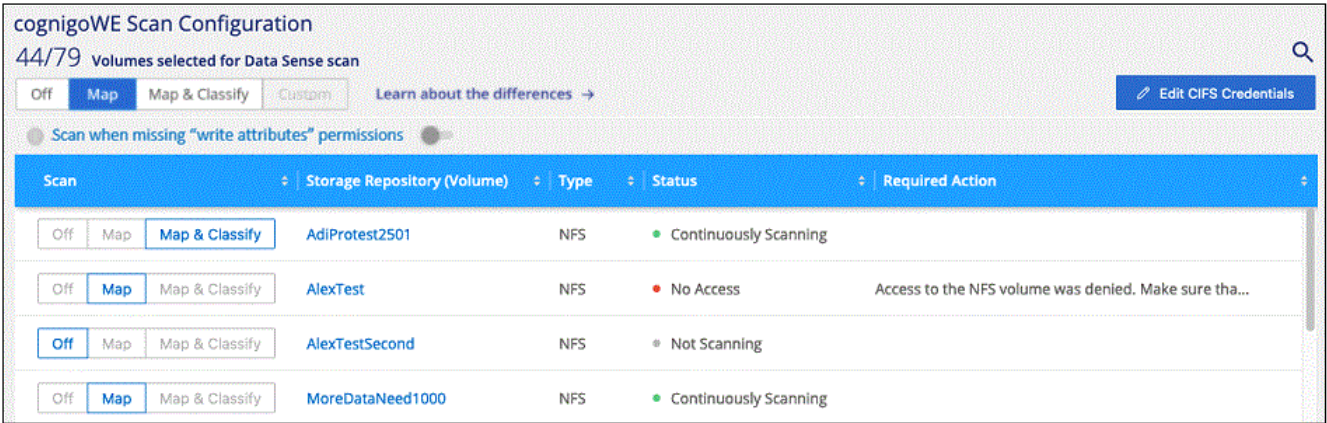 cognigoWE Scan Configuration
44/79 Volumes selected for Data Sense scan
Off Map Map & Classify Custom Learn about the differences →
Edit CIFS Credentials
Scan when missing “write attributes” permissions
Scan Storage Repository (Volume) Type Status Required Action
Off Map Map & Classify AdiProtest2501 NFS Continuously Scanning
Off Map Map & Classify AlexTest NFS No Access Access to the NFS volume was denied. Make sure tha...
Off Map Map & Classify AlexTestSecond NFS Not Scanning
Off Map Map & Classify MoreDataNeed1000 NFS Continuously Scanning